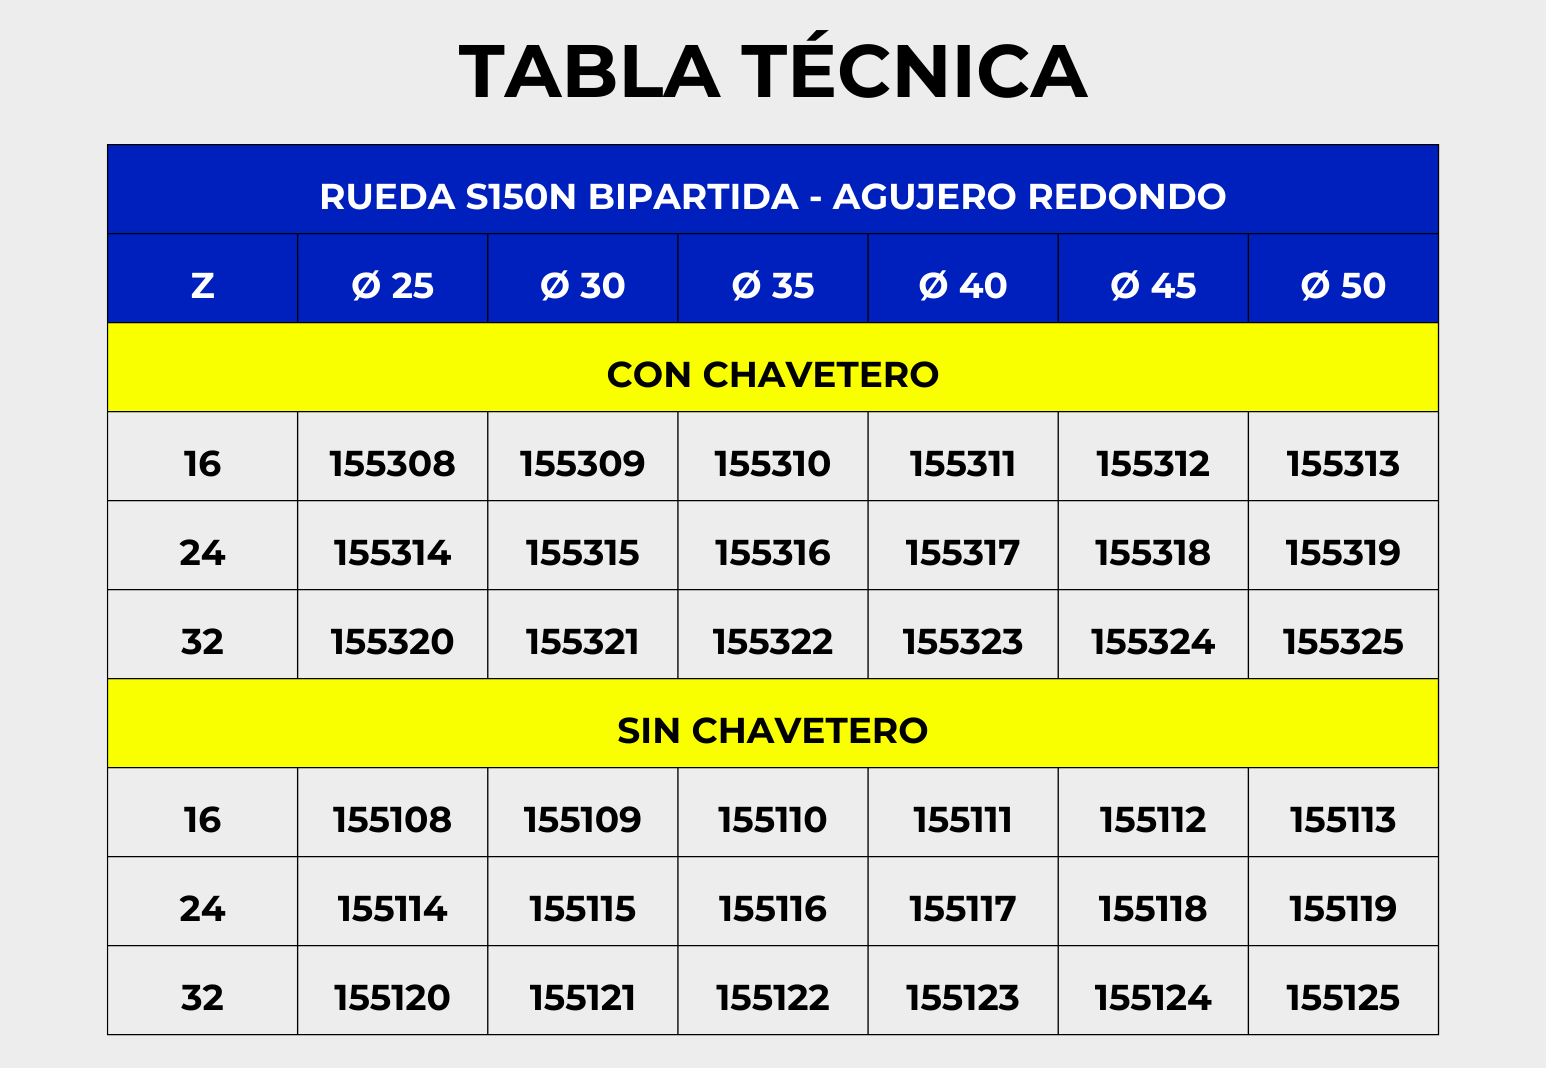 TABLA TÉCNICA
RUEDA S150N BIPARTIDA - AGUJERO REDONDO
Z Ø 25 Ø 30 Ø 35 Ø 40 Ø 45 Ø 50
CON CHAVETERO
16 155308 155309 155310 155311 155312 155313
24 155314 155315 155316 155317 155318 155319
32 155320 155321 155322 155323 155324 155325
SIN CHAVETERO
16 155108 155109 155110 155111 155112 155113
24 155114 155115 155116 155117 155118 155119
32 155120 155121 155122 155123 155124 155125